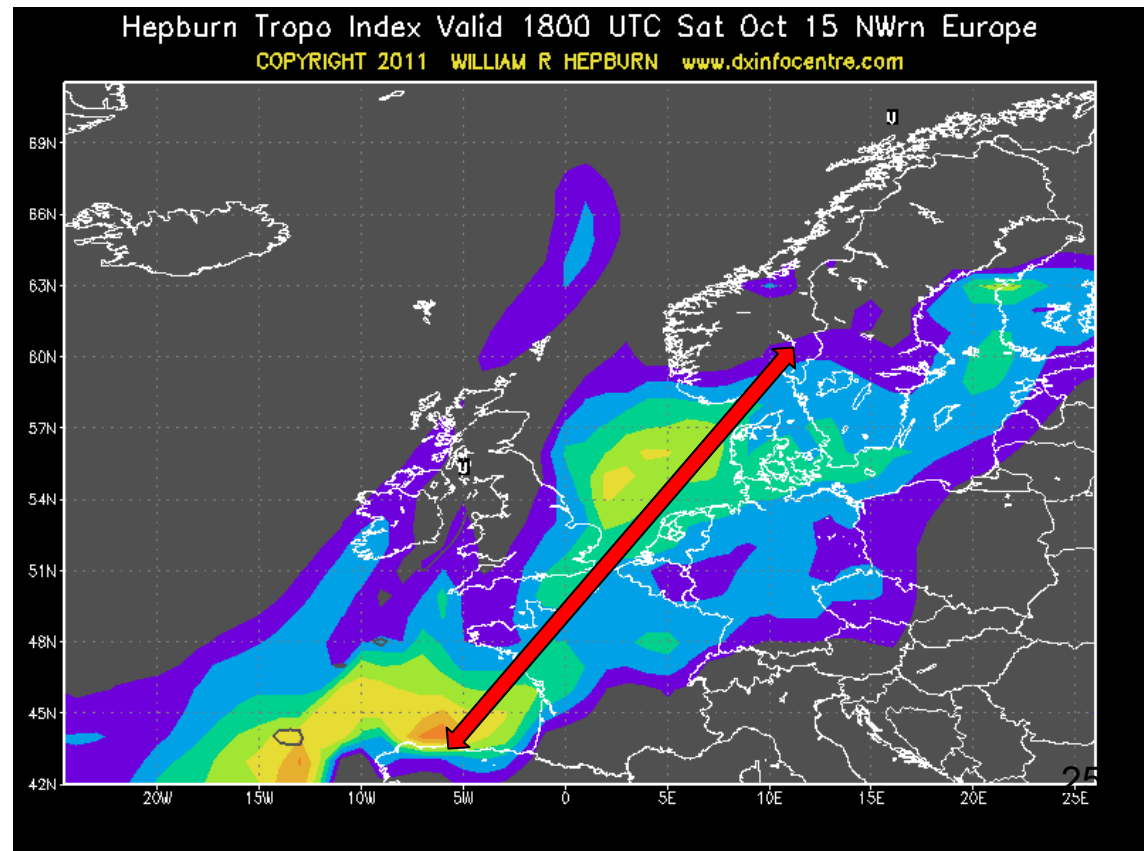 Hepburn Tropo Index Valid 1800 UTC Sat Oct 15 NWrn Europe
COPYRIGHT 2011 WILLIAM R HEPBURN www.dxinfocentre.com
U
69N
66N
63N
60N
57N
U
54N
51N
48N
45N
42N
25
20W 15W 10W 5W 0 5E 10E 15E 20E 25E